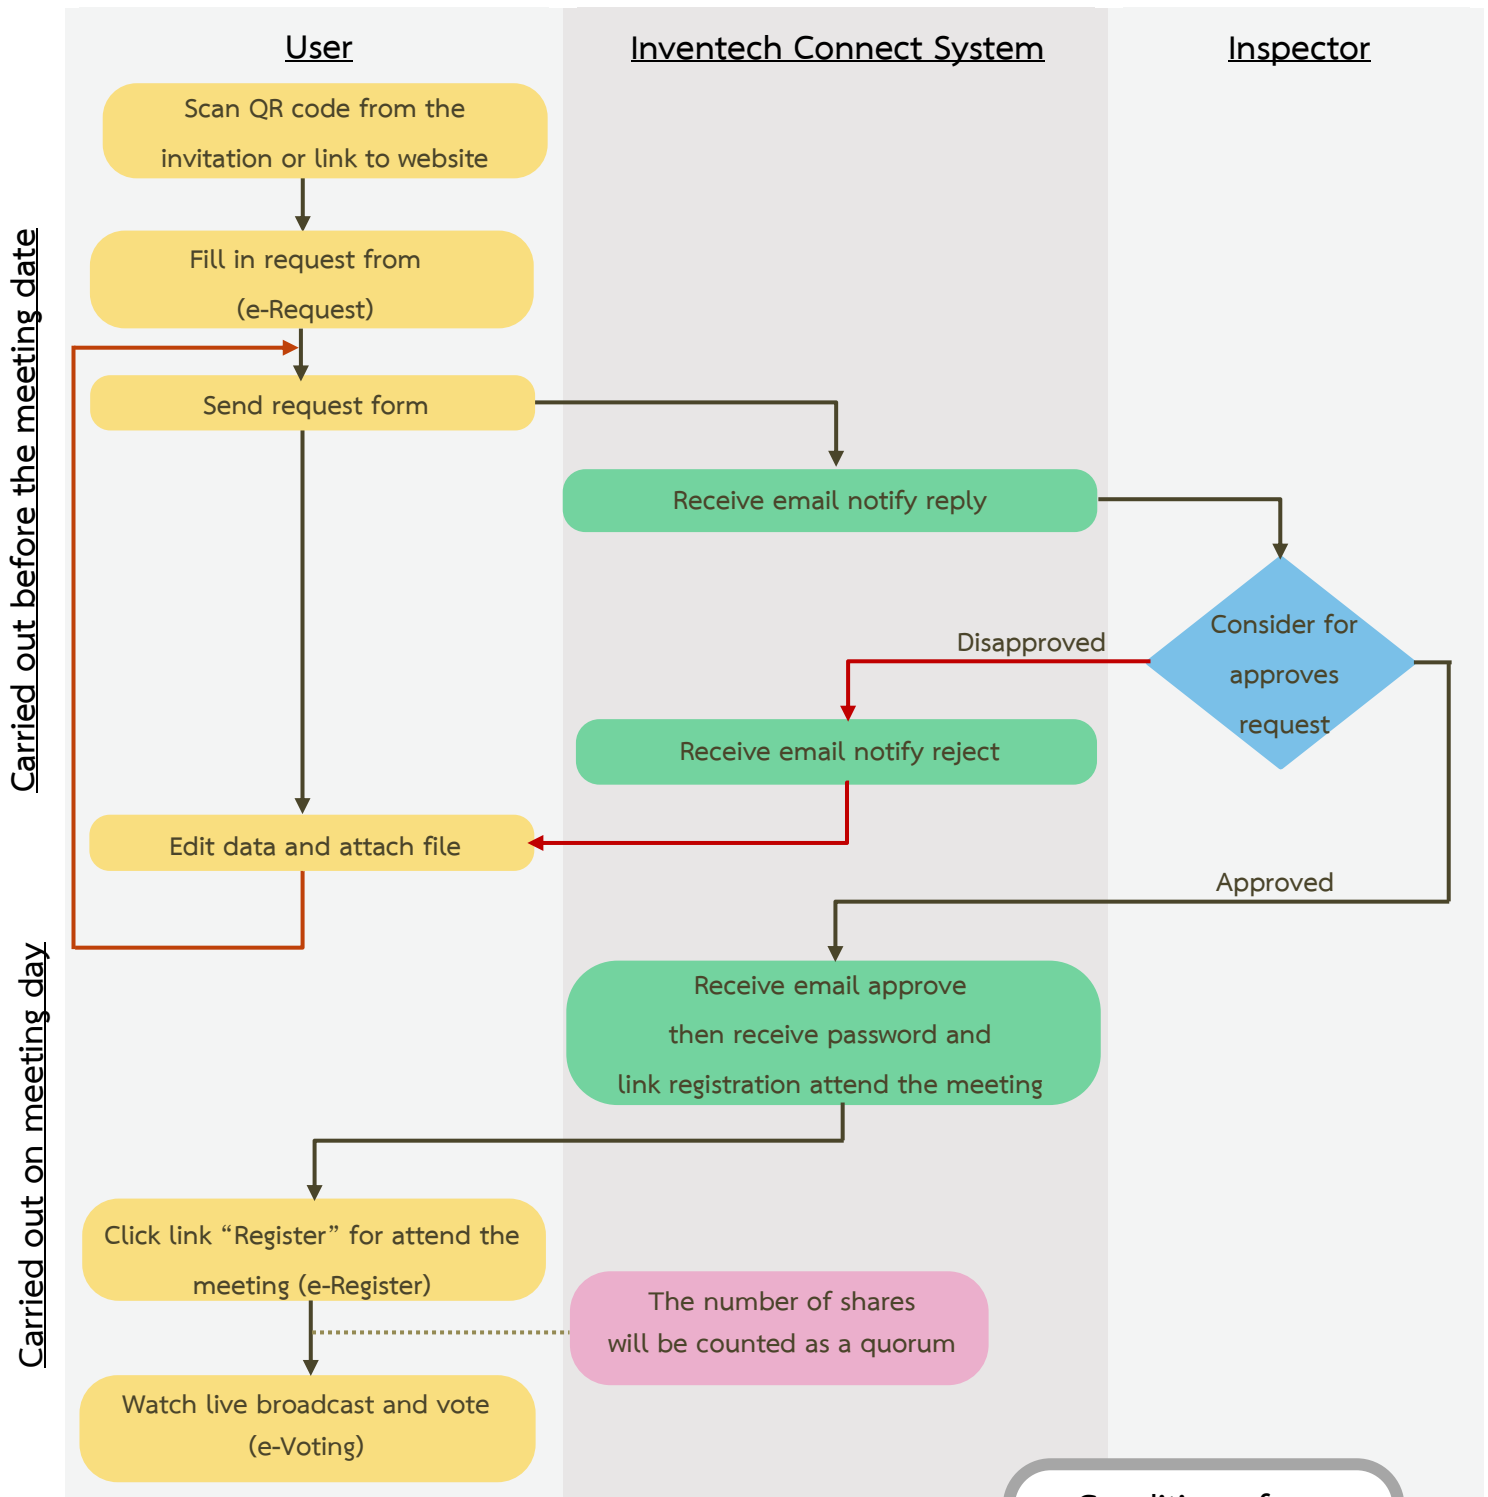 User
Inventech Connect System
Inspector
Scan QR code from the
invitation or link to website
Carried out before the meeting date
Fill in request from
(e-Request)
Send request form
Receive email notify reply
Consider for
approves
request
Disapproved
Receive email notify reject
Edit data and attach file
Approved
Carried out on meeting day
Receive email approve
then receive password and
link registration attend the meeting
Click link “Register” for attend the
meeting (e-Register)
The number of shares
will be counted as a quorum
Watch live broadcast and vote
(e-Voting)